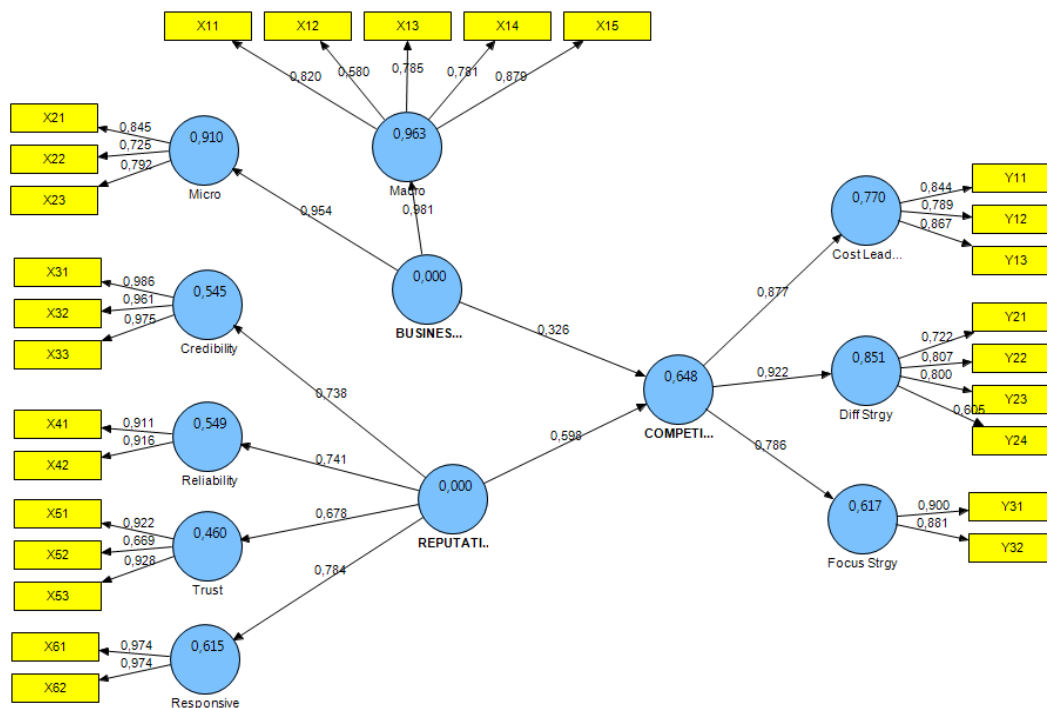 X11
X12
X13
X14
X15
0,820
0,580
0,785
0,781
0,879
X21
X22
X23
0,845
0,725
0,792
0,910
Micro
0,963
Macro
0,954
0,981
X31
X32
X33
0,986
0,961
0,975
0,545
Credibility
0,000
BUSINES...
0,326
0,738
X41
X42
0,911
0,916
0,549
Reliability
0,741
X51
X52
X53
0,922
0,669
0,928
0,460
Trust
0,678
0,000
REPUTATI..
0,598
0,784
X61
X62
0,974
0,974
0,615
Responsive
0,648
COMPETI...
0,877
0,922
0,786
0,770
Cost Lead...
0,844
0,789
0,867
Y11
Y12
Y13
0,851
Diff Strgy
0,722
0,807
0,800
0,605
Y21
Y22
Y23
Y24
0,617
Focus Strgy
0,900
0,881
Y31
Y32